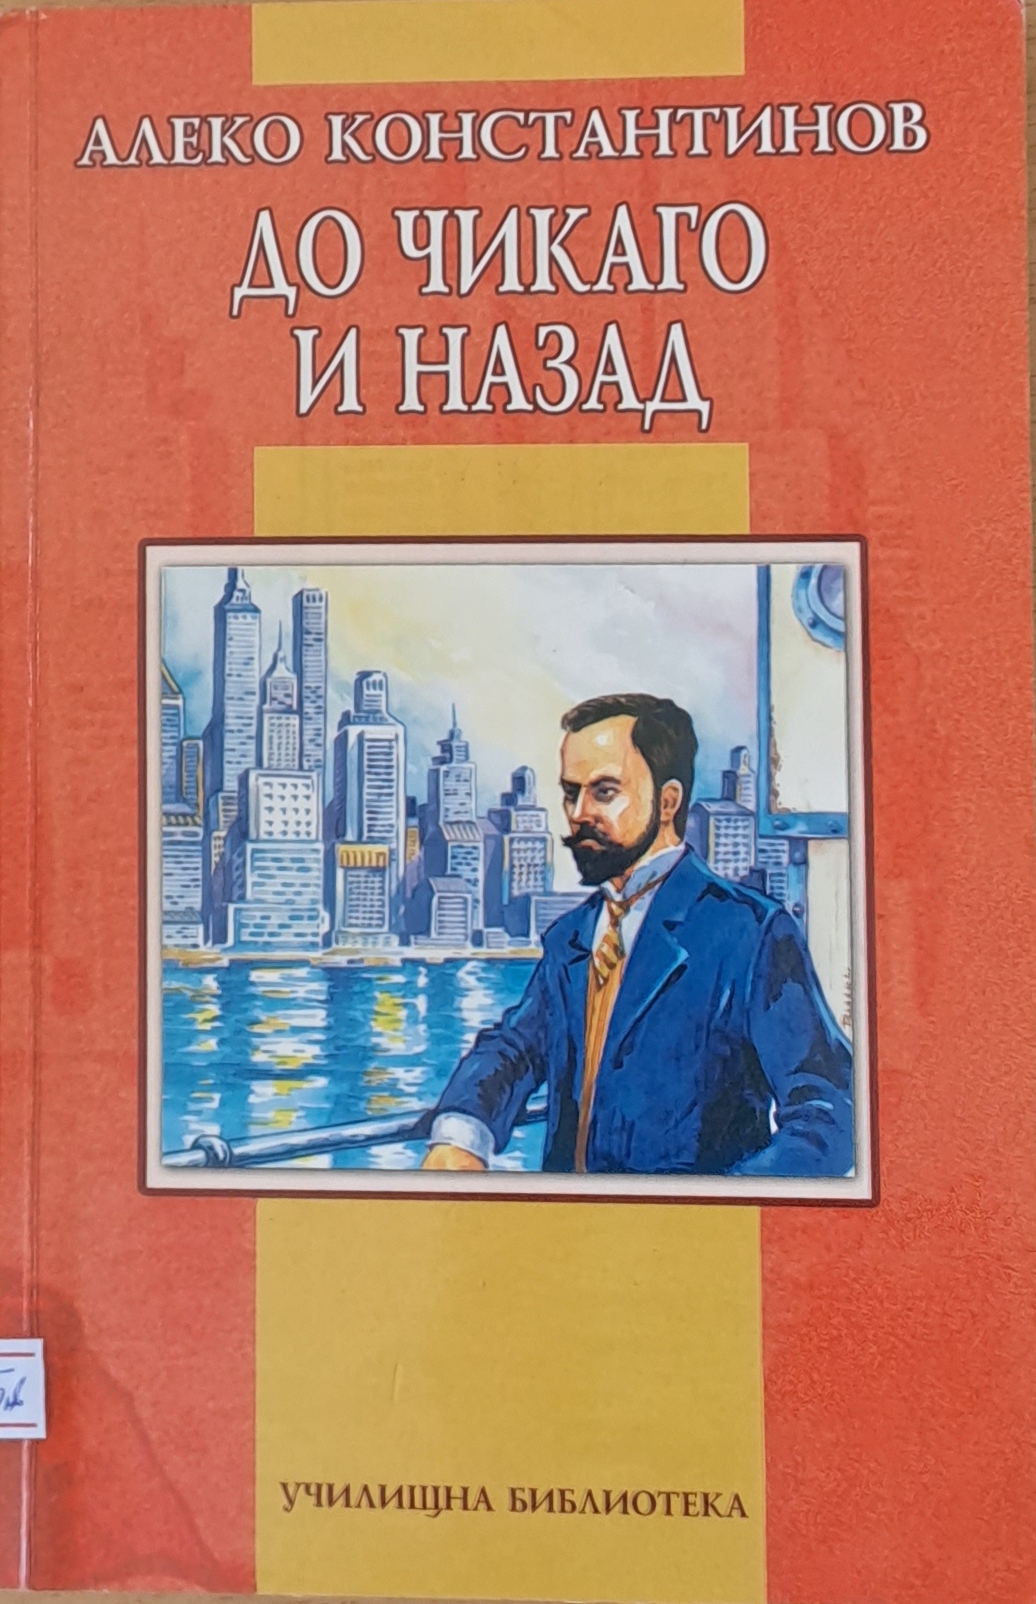 АЛЕКО КОНСТАНТИНОВ
ДО ЧИКАГО
И НАЗАД
УЧИЛИЩНА БИБЛИОТЕКА